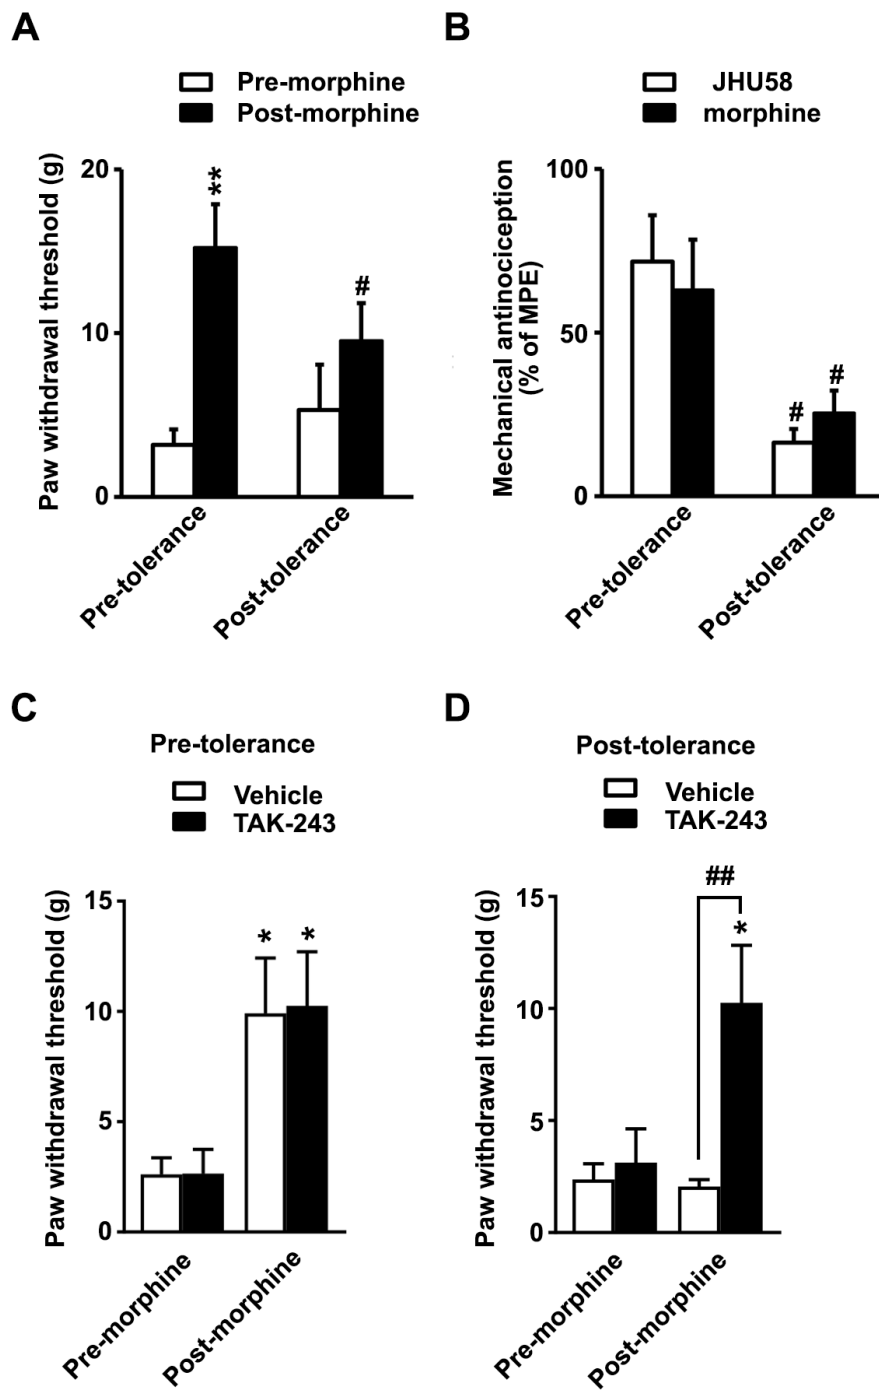 A
Pre-morphine
Post-morphine
Paw withdrawal threshold (g)
20
10
0
**
#
Pre-tolerance
Post-tolerance
B
JHU58
morphine
Mechanical antinociception
(% of MPE)
100
50
0
#
#
Pre-tolerance
Post-tolerance
C
Pre-tolerance
Vehicle
TAK-243
Paw withdrawal threshold (g)
15
10
5
0
*
*
Pre-morphine
Post-morphine
D
Post-tolerance
Vehicle
TAK-243
Paw withdrawal threshold (g)
15
10
5
0
##
*
Pre-morphine
Post-morphine